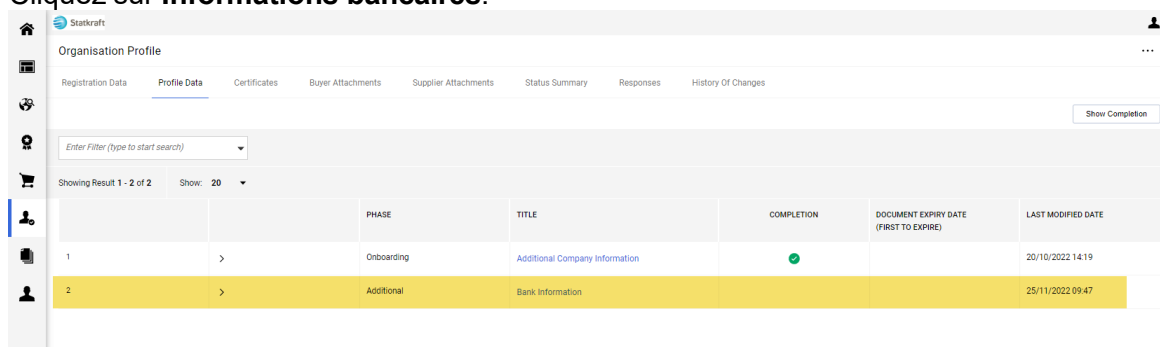 Cliquez sur Informations bancaires.
Statkraft
Organisation Profile
Registration Data Profile Data Certificates Buyer Attachments Supplier Attachments Status Summary Responses History Of Changes
Show Completion
Enter Filter (type to start search)
Showing Result 1 - 2 of 2 Show: 20
PHASE TITLE COMPLETION DOCUMENT EXPIRY DATE (FIRST TO EXPIRE) LAST MODIFIED DATE
1 Onboarding Additional Company Information 20/10/2022 14:19
2 Additional Bank Information 25/11/2022 09:47